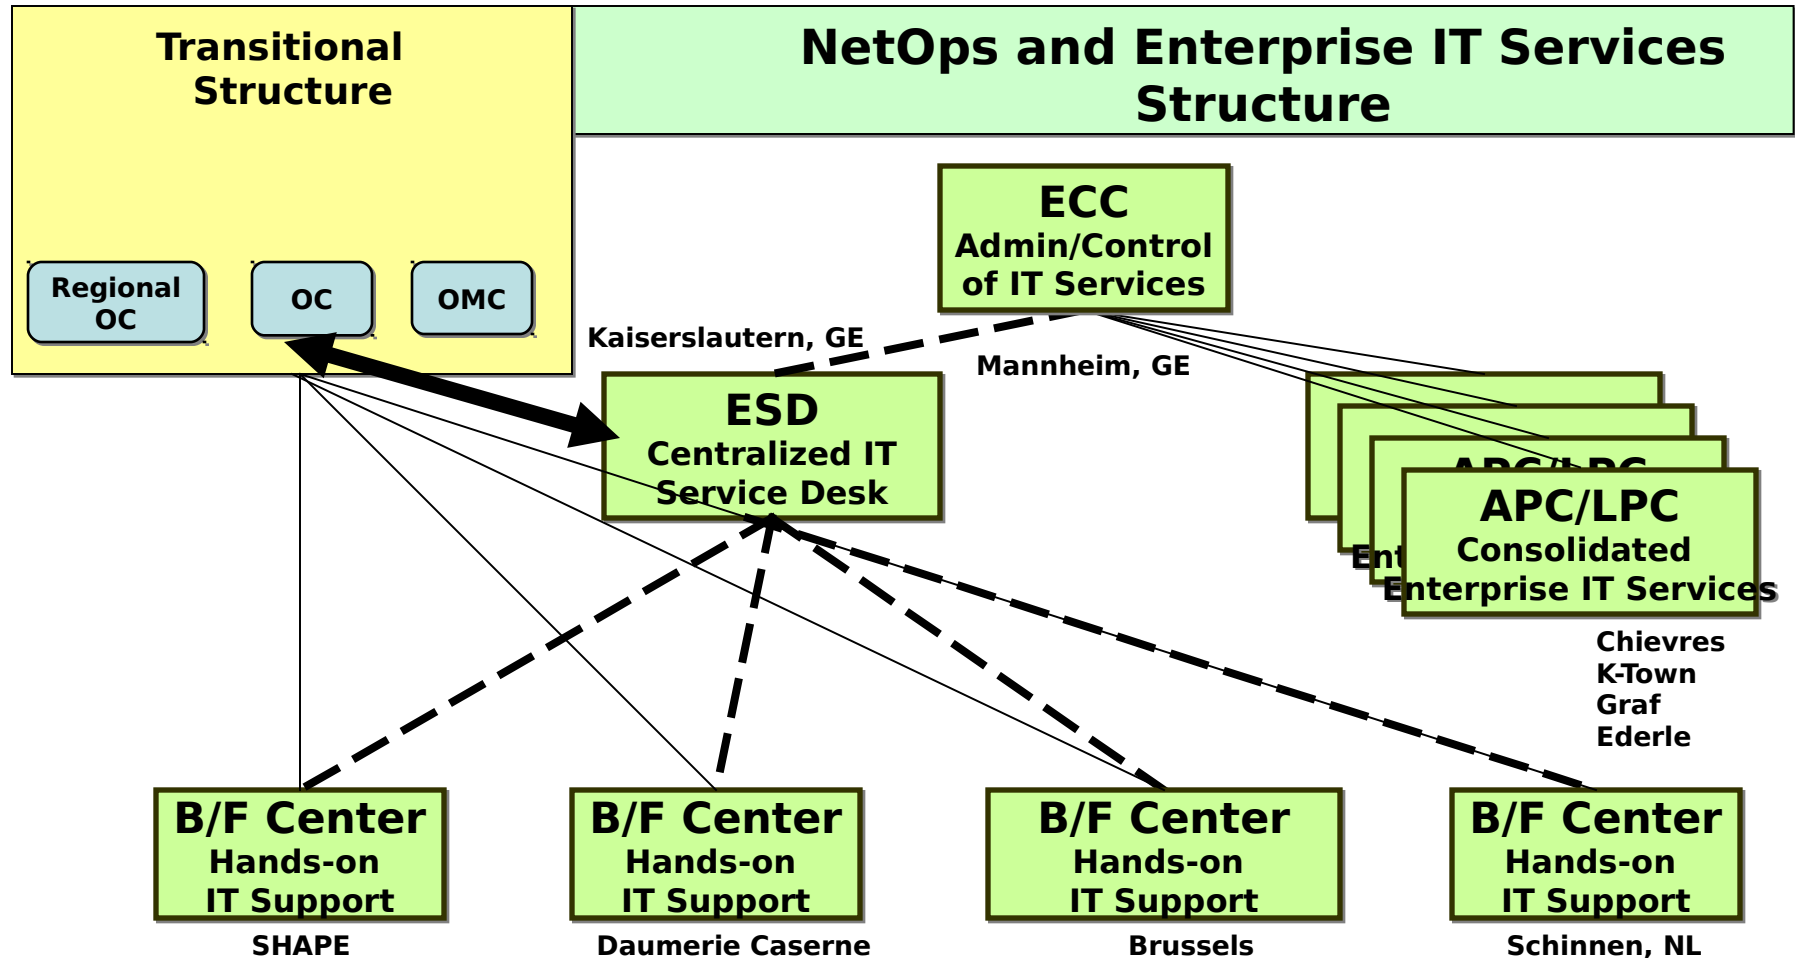 Transitional
Structure
NetOps and Enterprise IT Services
Structure
Regional
OC
OC
OMC
ECC
Admin/Control
of IT Services
Kaiserslautern, GE
Mannheim, GE
ESD
Centralized IT
Service Desk
APC/LPC
APC/LPC
Consolidated
Enterprise IT Services
Chievres
K-Town
Graf
Ederle
B/F Center
Hands-on
IT Support
SHAPE
B/F Center
Hands-on
IT Support
Daumerie Caserne
B/F Center
Hands-on
IT Support
Brussels
B/F Center
Hands-on
IT Support
Schinnen, NL